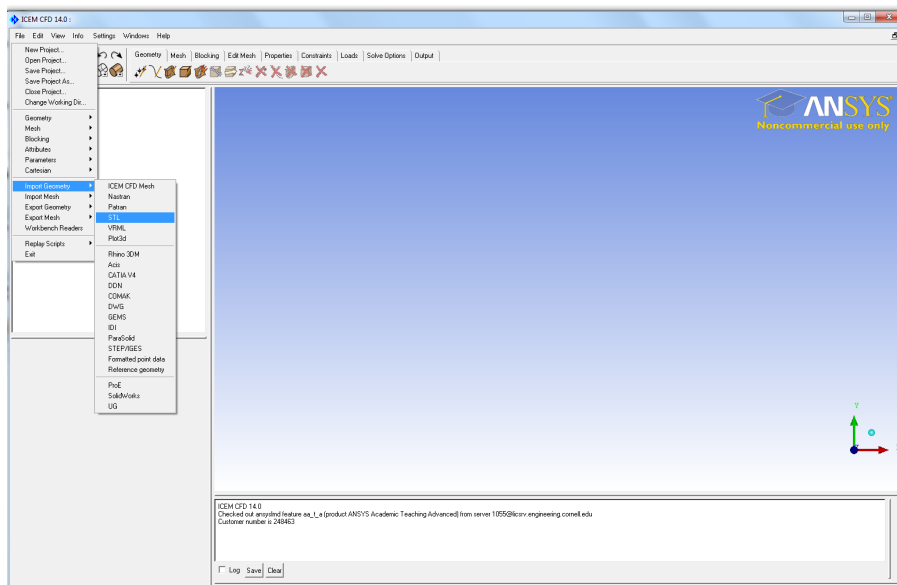 ICEM CFD 14.0 :
File Edit View Info Settings Windows Help
New Project...
Open Project...
Save Project...
Save Project As...
Close Project...
Change Working Dir...
Geometry
Mesh
Blocking
Attributes
Parameters
Cartesian
Import Geometry
Import Mesh
Export Geometry
Export Mesh
Workbench Readers
Replay Scripts
Exit
Geometry Mesh Blocking Edit Mesh Properties Constraints Loads Solve Options Output
ICEM CFD Mesh
Nastran
Patran
STL
VRML
Plot3d
Rhino 3DM
Acis
CATIA V4
DDN
COMAK
DWG
GEMS
IDI
ParaSolid
STEP/IGES
Formatted point data
Reference geometry
ProE
SolidWorks
UG
ANSYS
Noncommercial use only
Y
ICEM CFD 14.0
Checked out ansyslmd feature aa_t_a (product ANSYS Academic Teaching Advanced) from server 1055@licsrv.engineering.cornell.edu
Customer number is 248463
Log Save Clear